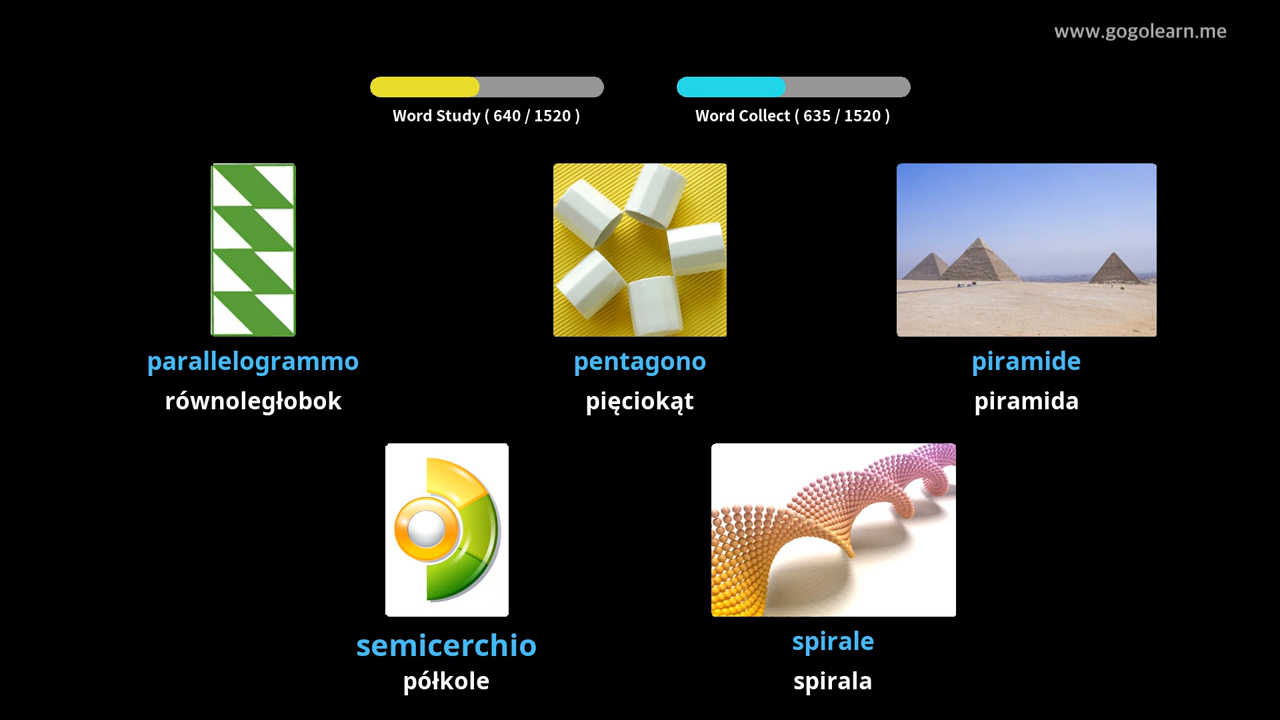 www.gogolearn.me
Word Study ( 640 / 1520 )
Word Collect ( 635 / 1520 )
parallelogrammo
równoległobok
pentagono
pięciokąt
piramide
piramida
semicerchio
półkole
spirale
spirala